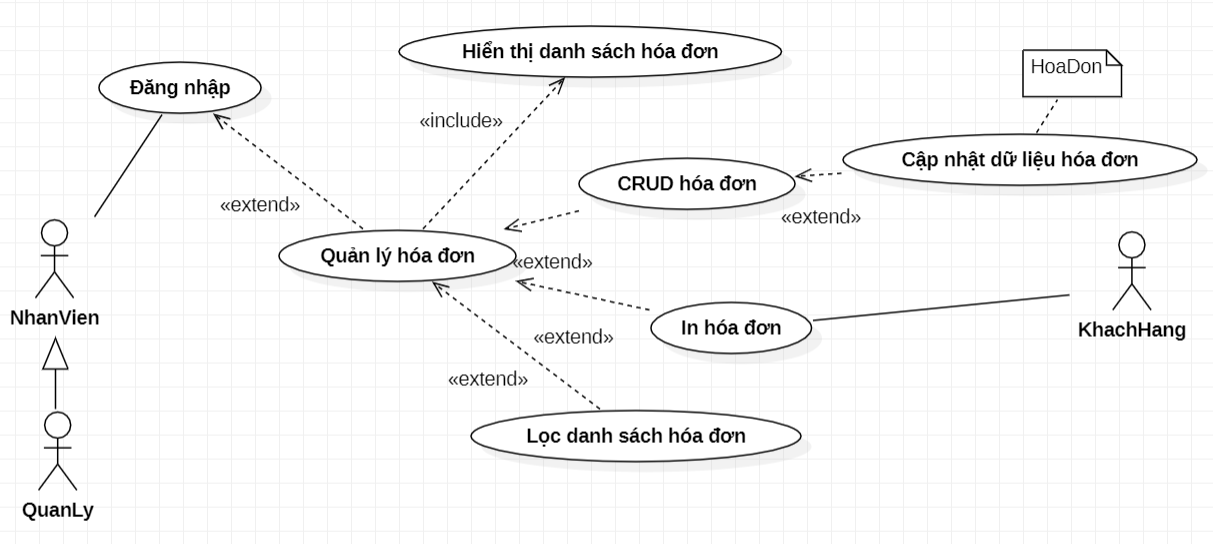 Hiển thị danh sách hóa đơn
HoaDon
Đăng nhập
«include»
Cập nhật dữ liệu hóa đơn
CRUD hóa đơn
«extend»
«extend»
Quản lý hóa đơn
«extend»
NhanVien
In hóa đơn
KhachHang
«extend»
«extend»
Lọc danh sách hóa đơn
QuanLy